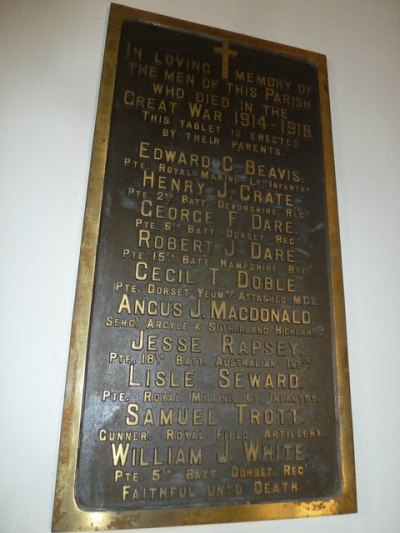 IN LOVING MEMORY OF
THE MEN OF THIS PARISH
WHO DIED IN THE
GREAT WAR 1914-1918
THIS TABLET IS ERECTED
BY THEIR PARENTS.
EDWARD C. BEAVIS.
PTE. ROYAL MARINE LT INFANTRY
HENRY J. CRATE.
PTE. 2ND BATT. DEVONSHIRE REGT
GEORGE F. DARE.
PTE. 6TH BATT. DORSET REGT
ROBERT J. DARE.
PTE. 15TH BATT. HAMPSHIRE REGT
CECIL T. DOBLE.
PTE. DORSET YEOMY ATTACHED M.G.C.
ANGUS J. MACDONALD.
SERGT ARGYLE & SUTHERLAND HIGHLANDRS
JESSE RAPSEY.
PTE. 18TH BATT. AUSTRALIAN
LISLE SEWARD.
PTE. ROYAL MARINE LT INFANTRY.
SAMUEL TROTT.
GUNNER. ROYAL FIELD ARTILLERY.
WILLIAM J. WHITE.
PTE. 5TH BATT. DORSET. REGT
FAITHFUL UNTO DEATH.